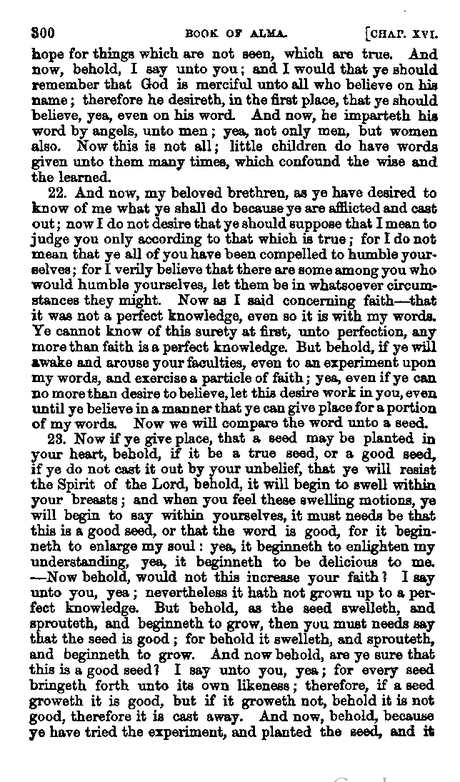 300 BOOK OF ALMA. [CHAP. XVI.
hope for things which are not seen, which are true. And
now, behold, I say unto you; and I would that ye should
remember that God is merciful unto all who believe on his
name; therefore he desireth, in the first place, that ye should
believe, yea, even on his word. And now, he imparteth his
word by angels, unto men; yea, not only men, but women
also. Now this is not all; little children do have words
given unto them many times, which confound the wise and
the learned.
22. And now, my beloved brethren, as ye have desired to
know of me what ye shall do because ye are afflicted and cast
out; now I do not desire that ye should suppose that I mean to
judge you only according to that which is true; for I do not
mean that ye all of you have been compelled to humble your-
selves; for I verily believe that there are some among you who
would humble yourselves, let them be in whatsoever circum-
stances they might. Now as I said concerning faith—that
it was not a perfect knowledge, even so it is with my words.
Ye cannot know of this surety at first, unto perfection, any
more than faith is a perfect knowledge. But behold, if ye will
awake and arouse your faculties, even to an experiment upon
my words, and exercise a particle of faith; yea, even if ye can
no more than desire to believe, let this desire work in you, even
until ye believe in a manner that ye can give place for a portion
of my words. Now we will compare the word unto a seed.
23. Now if ye give place, that a seed may be planted in
your heart, behold, if it be a true seed, or a good seed,
if ye do not cast it out by your unbelief, that ye will resist
the Spirit of the Lord, behold, it will begin to swell within
your breasts; and when you feel these swelling motions, ye
will begin to say within yourselves, it must needs be that
this is a good seed, or that the word is good, for it begin-
neth to enlarge my soul: yea, it beginneth to enlighten my
understanding, yea, it beginneth to be delicious to me.
—Now behold, would not this increase your faith? I say
unto you, yea; nevertheless it hath not grown up to a per-
fect knowledge. But behold, as the seed swelleth, and
sprouteth, and beginneth to grow, then you must needs say
that the seed is good; for behold it swelleth, and sprouteth,
and beginneth to grow. And now behold, are ye sure that
this is a good seed? I say unto you, yea; for every seed
bringeth forth unto its own likeness; therefore, if a seed
groweth it is good, but if it groweth not, behold it is not
good, therefore it is cast away. And now, behold, because
ye have tried the experiment, and planted the seed, and it